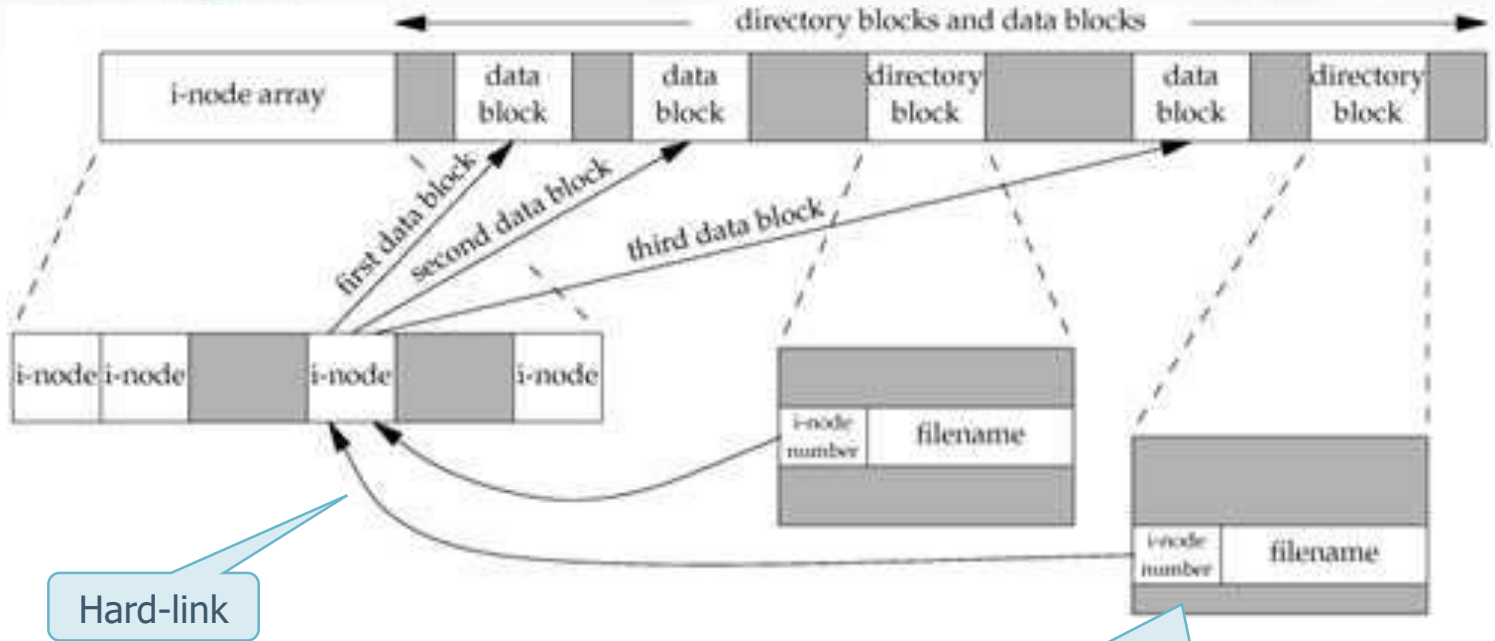 directory blocks and data blocks
i-node array
data
block
data
block
directory
block
data
block
directory
block
first data block
second data block
third data block
i-node
i-node
i-node
i-node
i-node
number
filename
i-node
number
filename
Hard-link